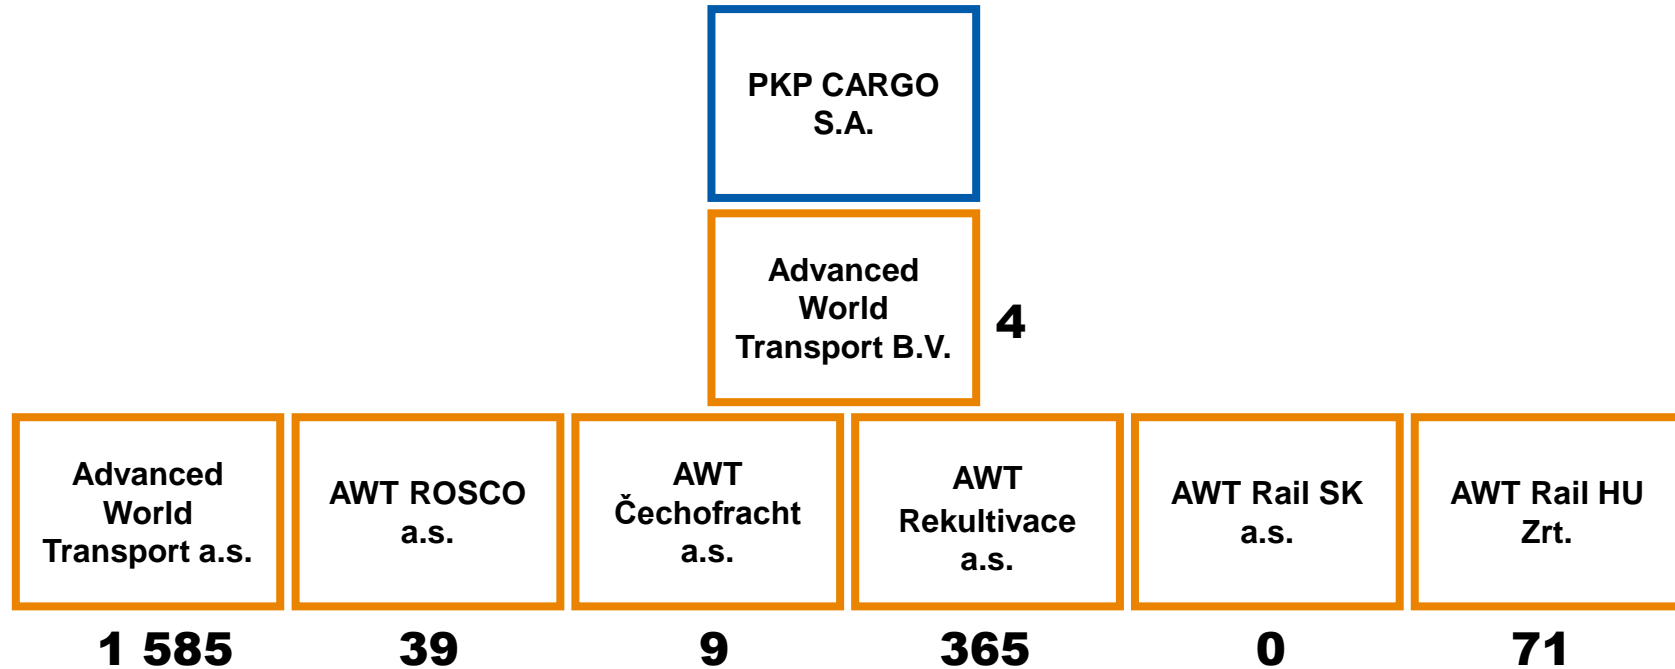 PKP CARGO
S.A.
Advanced
World
Transport B.V.
4
Advanced
World
Transport a.s.
AWT ROSCO
a.s.
AWT
Čechofracht
a.s.
AWT
Rekultivace
a.s.
AWT Rail SK
a.s.
AWT Rail HU
Zrt.
1 585
39
9
365
0
71